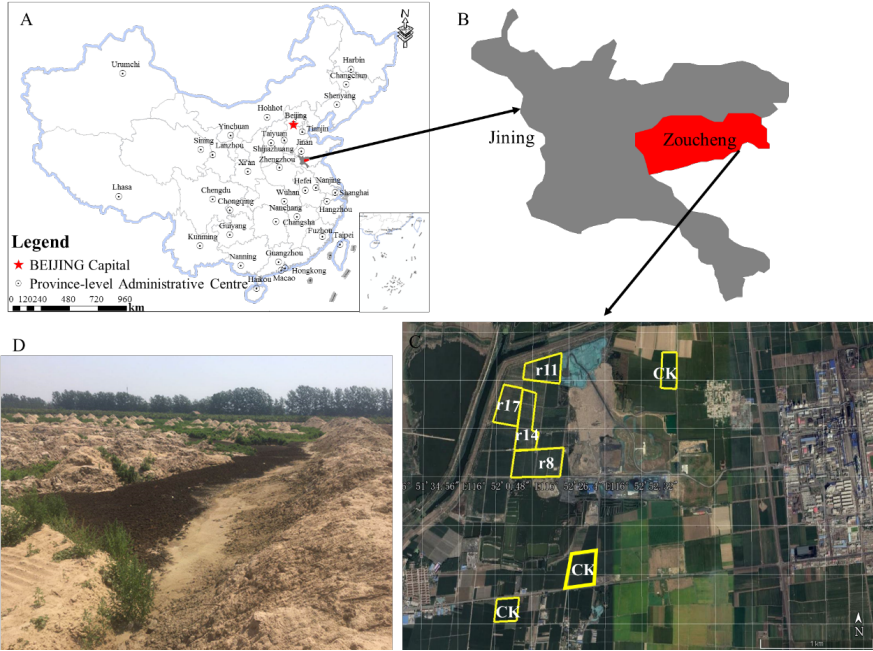 A
N
Urumchi
Harbin
Changchun
Shenyang
Hohhot
Beijing
Tianjin
Yinchuan
Taiyuan
Shijiazhuang
Jinan
Sining
Lanzhou
Zhengzhou
Xi'an
Hefei
Nanjing
Shanghai
Lhasa
Chengdu
Wuhan
Hangzhou
Chongqing
Nanchang
Changsha
Guiyang
Fuzhou
Taipei
Kunming
Nanning
Guangzhou
Hongkong
Macao
Haikou
Legend
BEIJING Capital
Province-level Administrative Centre
0 120240 480 720 960
km
B
Jining
Zoucheng
C
r11
CK
r17
r14
r8
CK
CK
N
1km
D